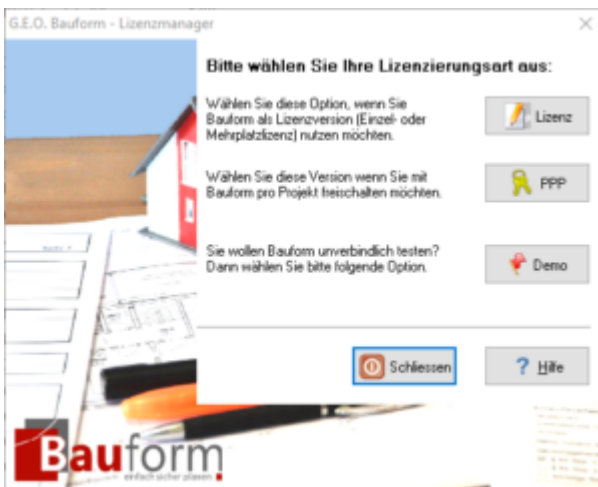 G.E.O. Bauform - Lizenzmanager
Bitte wählen Sie Ihre Lizenzierungsart aus:
Wählen Sie diese Option, wenn Sie
Bauform als Lizenzversion (Einzel- oder
Mehrplatzlizenz) nutzen möchten.
Lizenz
Wählen Sie diese Version wenn Sie mit
Bauform pro Projekt freischalten möchten.
PPP
Sie wollen Bauform unverbindlich testen?
Dann wählen Sie bitte folgende Option.
Demo
Schliessen
? Hilfe
Bauform
einfach sicher planen